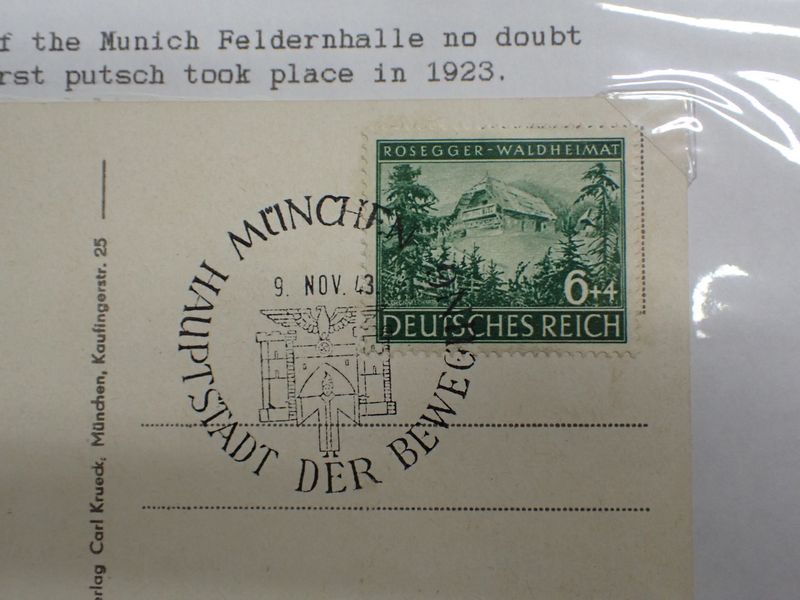 f the Munich Feldernhalle no doubt
rst putsch took place in 1923.
ROSEGGER-WALDHEIMAT
6+4
DEUTSCHES REICH
MÜNCHEN
9. NOV. 43
HAUPTSTADT DER BEWEGUNG
rlag Carl Krueck, München, Kaufingerstr. 25